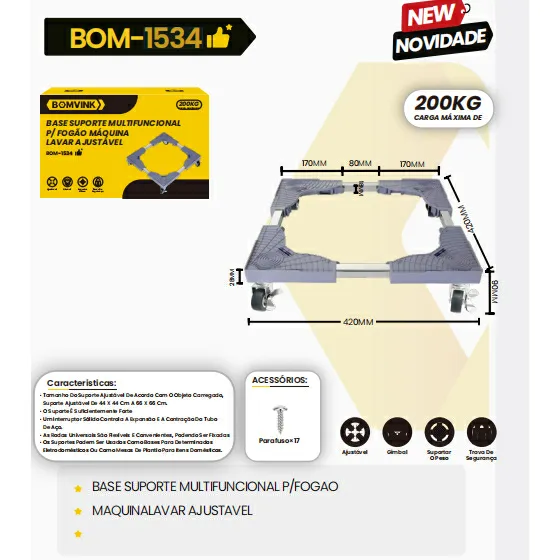 BOM-1534
NEW
NOVIDADE
BOMVINK
200KG
BASE SUPORTE MULTIFUNCIONAL
P/ FOGÃO MÁQUINA
LAVAR AJUSTÁVEL
BOM-1534
200KG
CARGA MÁXIMA DE
170MM
80MM
170MM
420MM
28MM
90MM
420MM
Caracteristicas:
• Tamanho Do Suporte Ajustável De Acordo Com O Objeto Carregado,
Suporte Ajustável De 44 X 44 Cm A 66 X 66 Cm.
• O Suporte É Suficientemente Forte
• Um Interruptor Sólido Controla A Expansão E A Contração Do Tubo
De Aço.
• As Rodas Universais São Flexíveis E Convenientes, Podendo Ser Fixadas
• Os Suportes Podem Ser Usados Como Bases Para Determinados
Eletrodomésticos Ou Como Mesas De Plantio Para Itens Domésticos.
ACESSÓRIOS:
Parafuso×17
Ajustável
Gimbal
Suportar
O Peso
Trava De
Segurança
BASE SUPORTE MULTIFUNCIONAL P/FOGAO
MAQUINALAVAR AJUSTAVEL